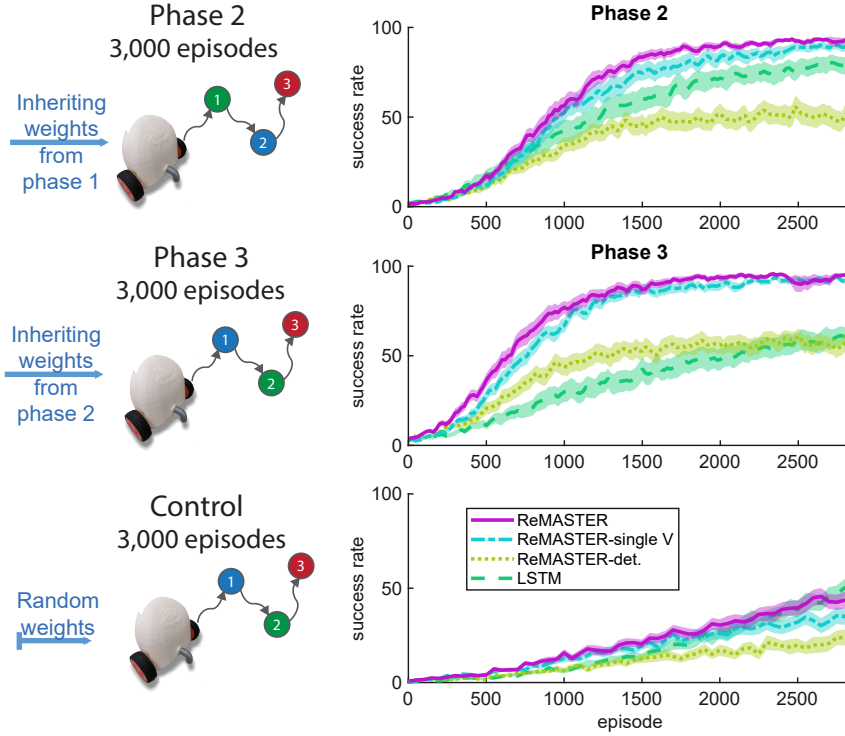 Phase 2
3,000 episodes
Inheriting
weights
from
phase 1
1
2
3
Phase 2
success rate
100
50
0
0
500
1000
1500
2000
2500
Phase 3
3,000 episodes
Inheriting
weights
from
phase 2
1
2
3
Phase 3
success rate
100
50
0
0
500
1000
1500
2000
2500
Control
3,000 episodes
Random
weights
1
2
3
success rate
100
50
0
ReMASTER
ReMASTER-single V
ReMASTER-det.
LSTM
0
500
1000
1500
2000
2500
episode